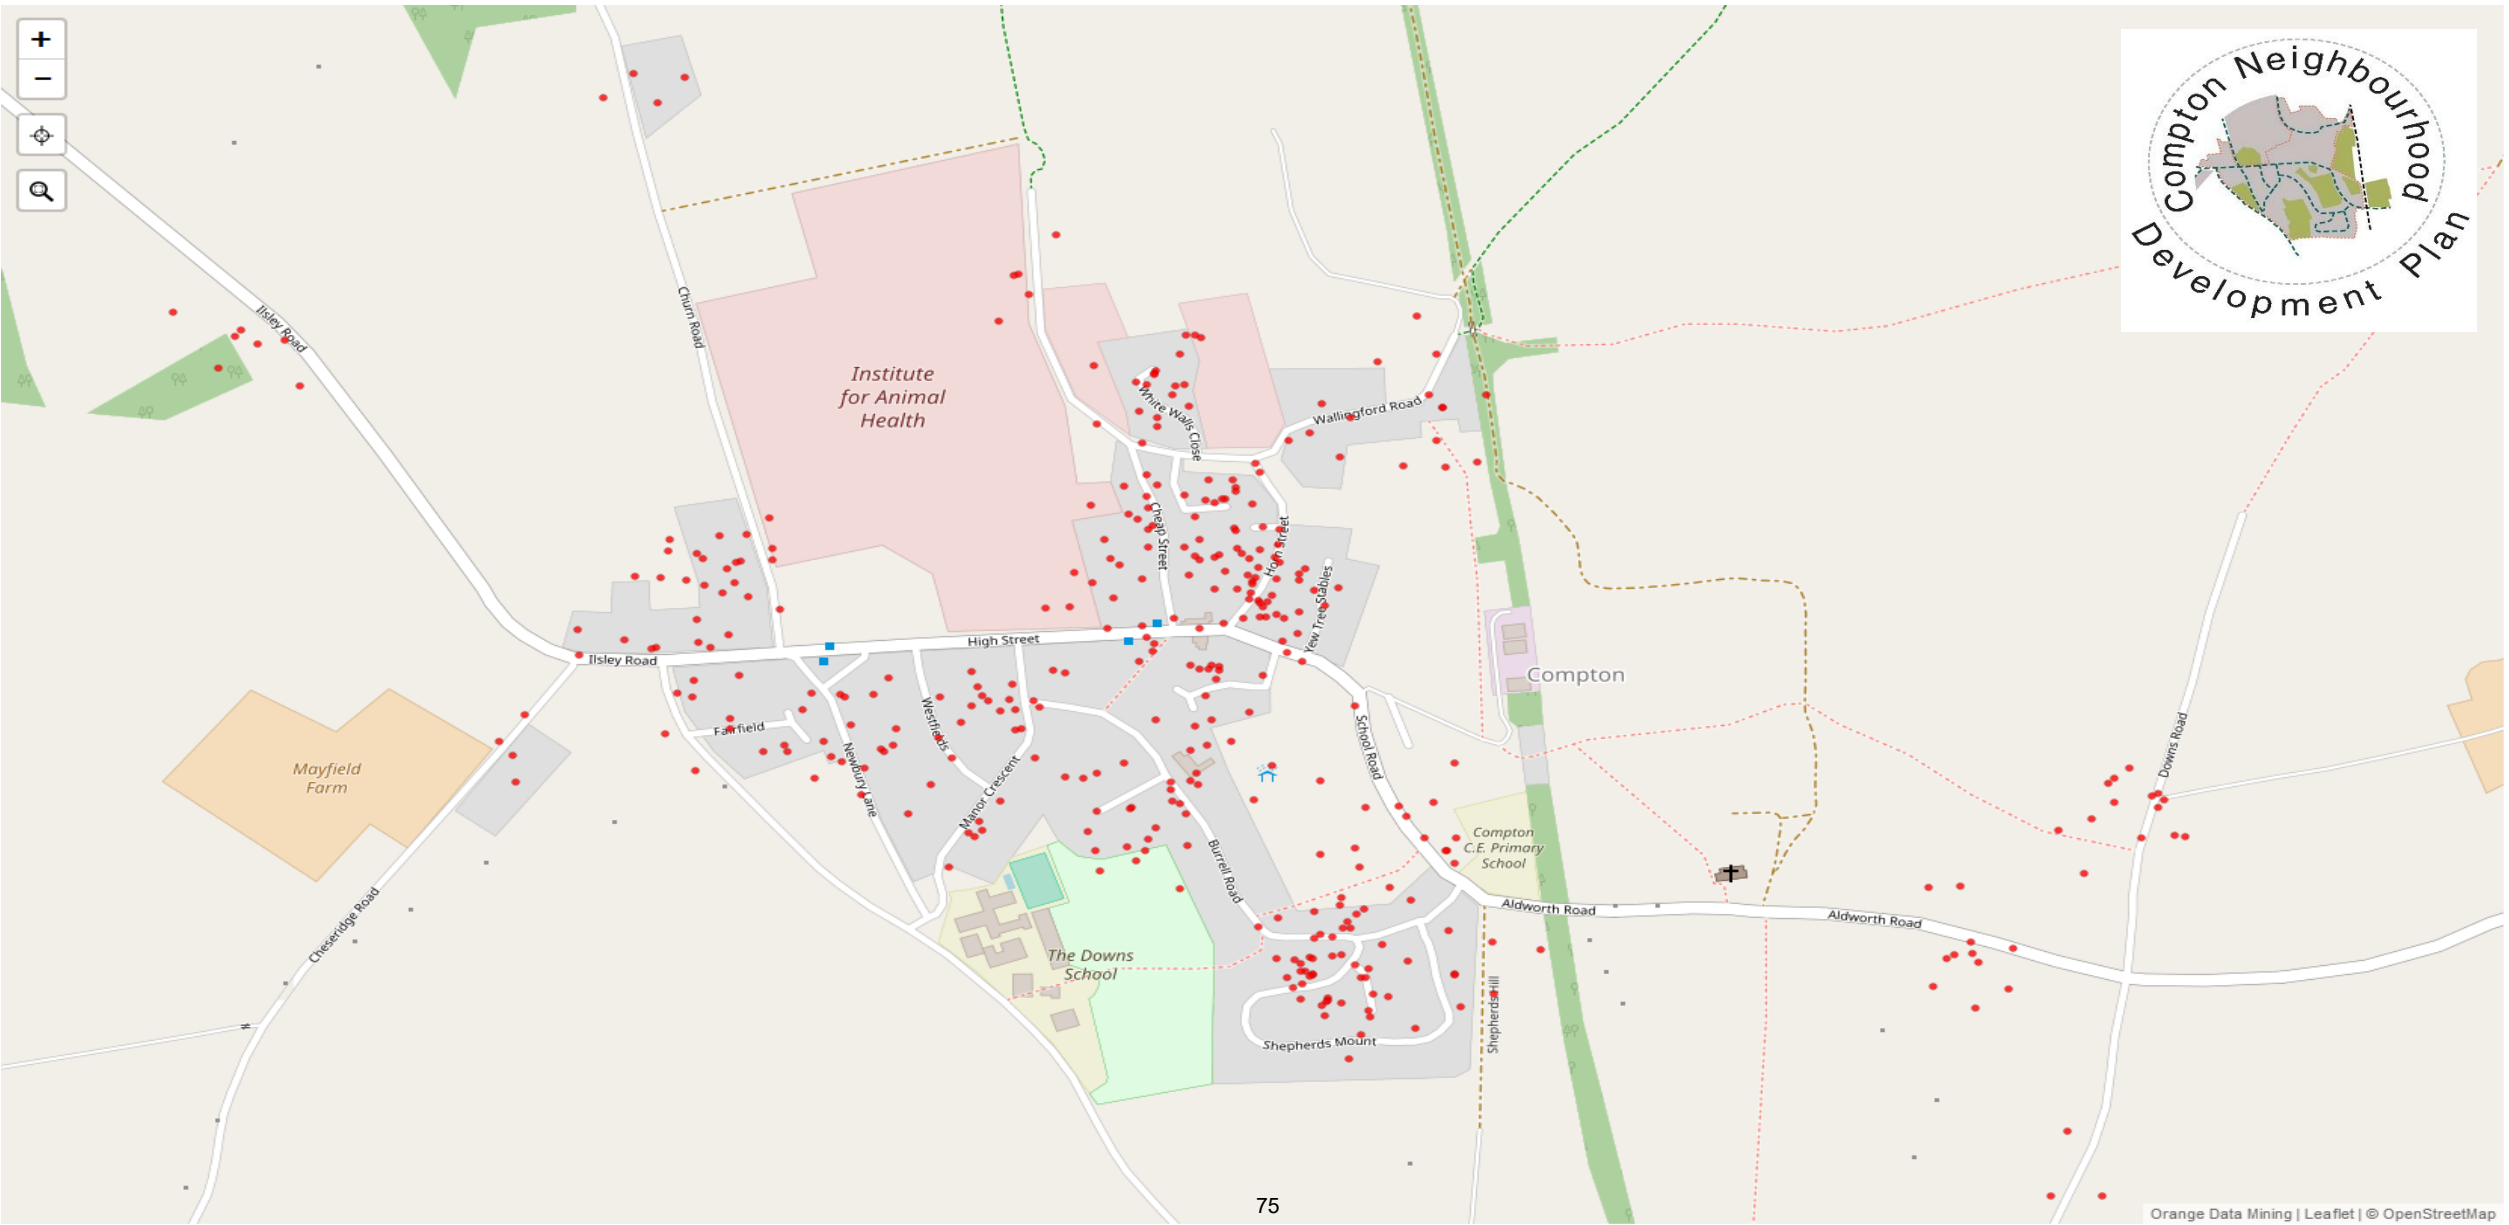 +
−
Compton Neighbourhood
Development Plan
Ilsley Road
Churn Road
Institute
for Animal
Health
White Walls Close
Wallingford Road
Cheap Street
Horn Street
Yew Tree Stables
High Street
Ilsley Road
Compton
School Road
Downs Road
Fairfield
Westfields
Newbury Lane
Manor Crescent
Mayfield
Farm
Burrell Road
Compton
C.E. Primary
School
Cheseridge Road
Aldworth Road
Aldworth Road
The Downs
School
Shepherds Hill
Shepherds Mount
75
Orange Data Mining | Leaflet | © OpenStreetMap